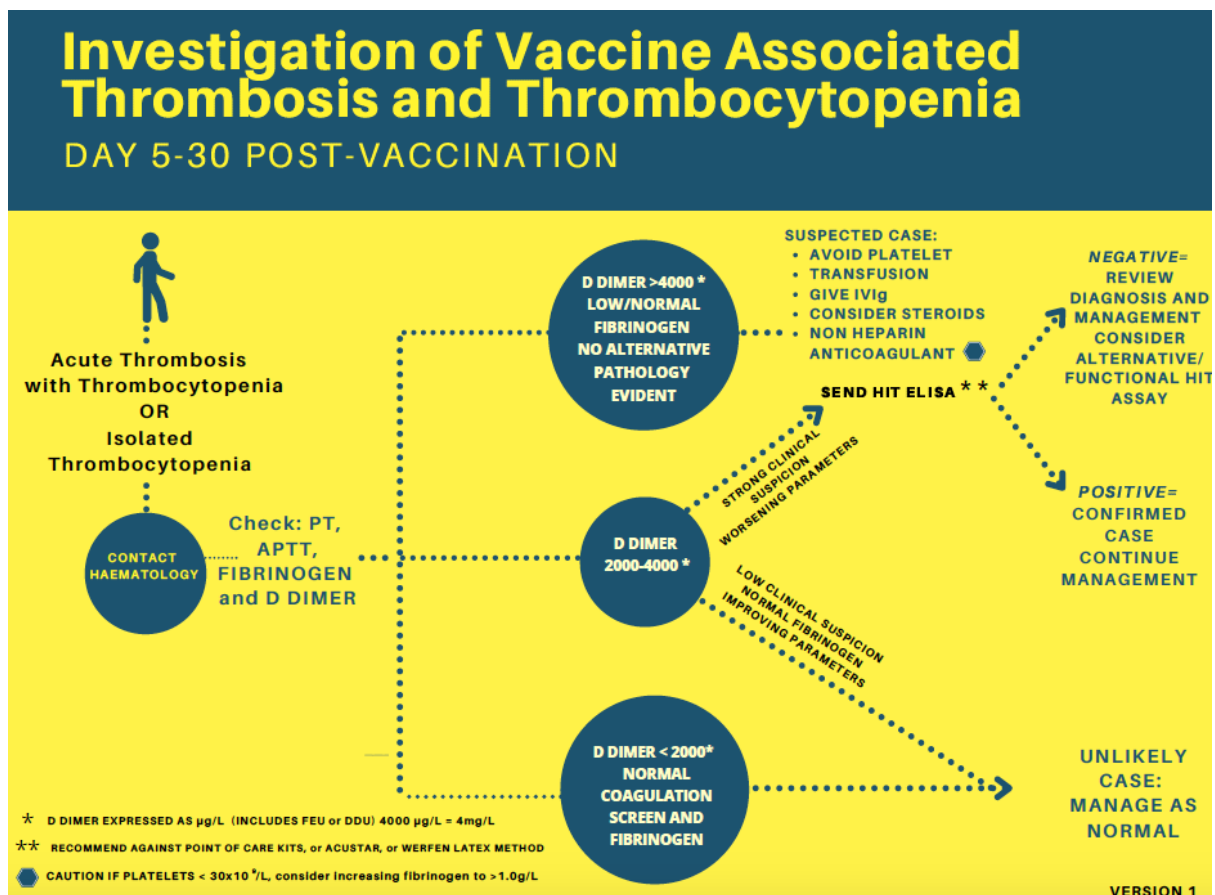 Investigation of Vaccine Associated
Thrombosis and Thrombocytopenia
DAY 5-30 POST-VACCINATION
Acute Thrombosis
with Thrombocytopenia
OR
Isolated
Thrombocytopenia
CONTACT
HAEMATOLOGY
Check: PT,
APTT,
FIBRINOGEN
and D DIMER
D DIMER >4000 *
LOW/NORMAL
FIBRINOGEN
NO ALTERNATIVE
PATHOLOGY
EVIDENT
SUSPECTED CASE:
• AVOID PLATELET
• TRANSFUSION
• GIVE IVIg
• CONSIDER STEROIDS
• NON HEPARIN
ANTICOAGULANT
SEND HIT ELISA **
NEGATIVE=
REVIEW
DIAGNOSIS AND
MANAGEMENT
CONSIDER
ALTERNATIVE/
FUNCTIONAL HIT
ASSAY
STRONG CLINICAL
SUSPICION
WORSENING PARAMETERS
D DIMER
2000-4000 *
POSITIVE=
CONFIRMED
CASE
CONTINUE
MANAGEMENT
LOW CLINICAL SUSPICION
NORMAL FIBRINOGEN
IMPROVING PARAMETERS
D DIMER < 2000*
NORMAL
COAGULATION
SCREEN AND
FIBRINOGEN
UNLIKELY
CASE:
MANAGE AS
NORMAL
* D DIMER EXPRESSED AS µg/L (INCLUDES FEU or DDU) 4000 µg/L = 4mg/L
** RECOMMEND AGAINST POINT OF CARE KITS, or ACUSTAR, or WERFEN LATEX METHOD
CAUTION IF PLATELETS < 30x10⁹/L, consider increasing fibrinogen to >1.0g/L
VERSION 1